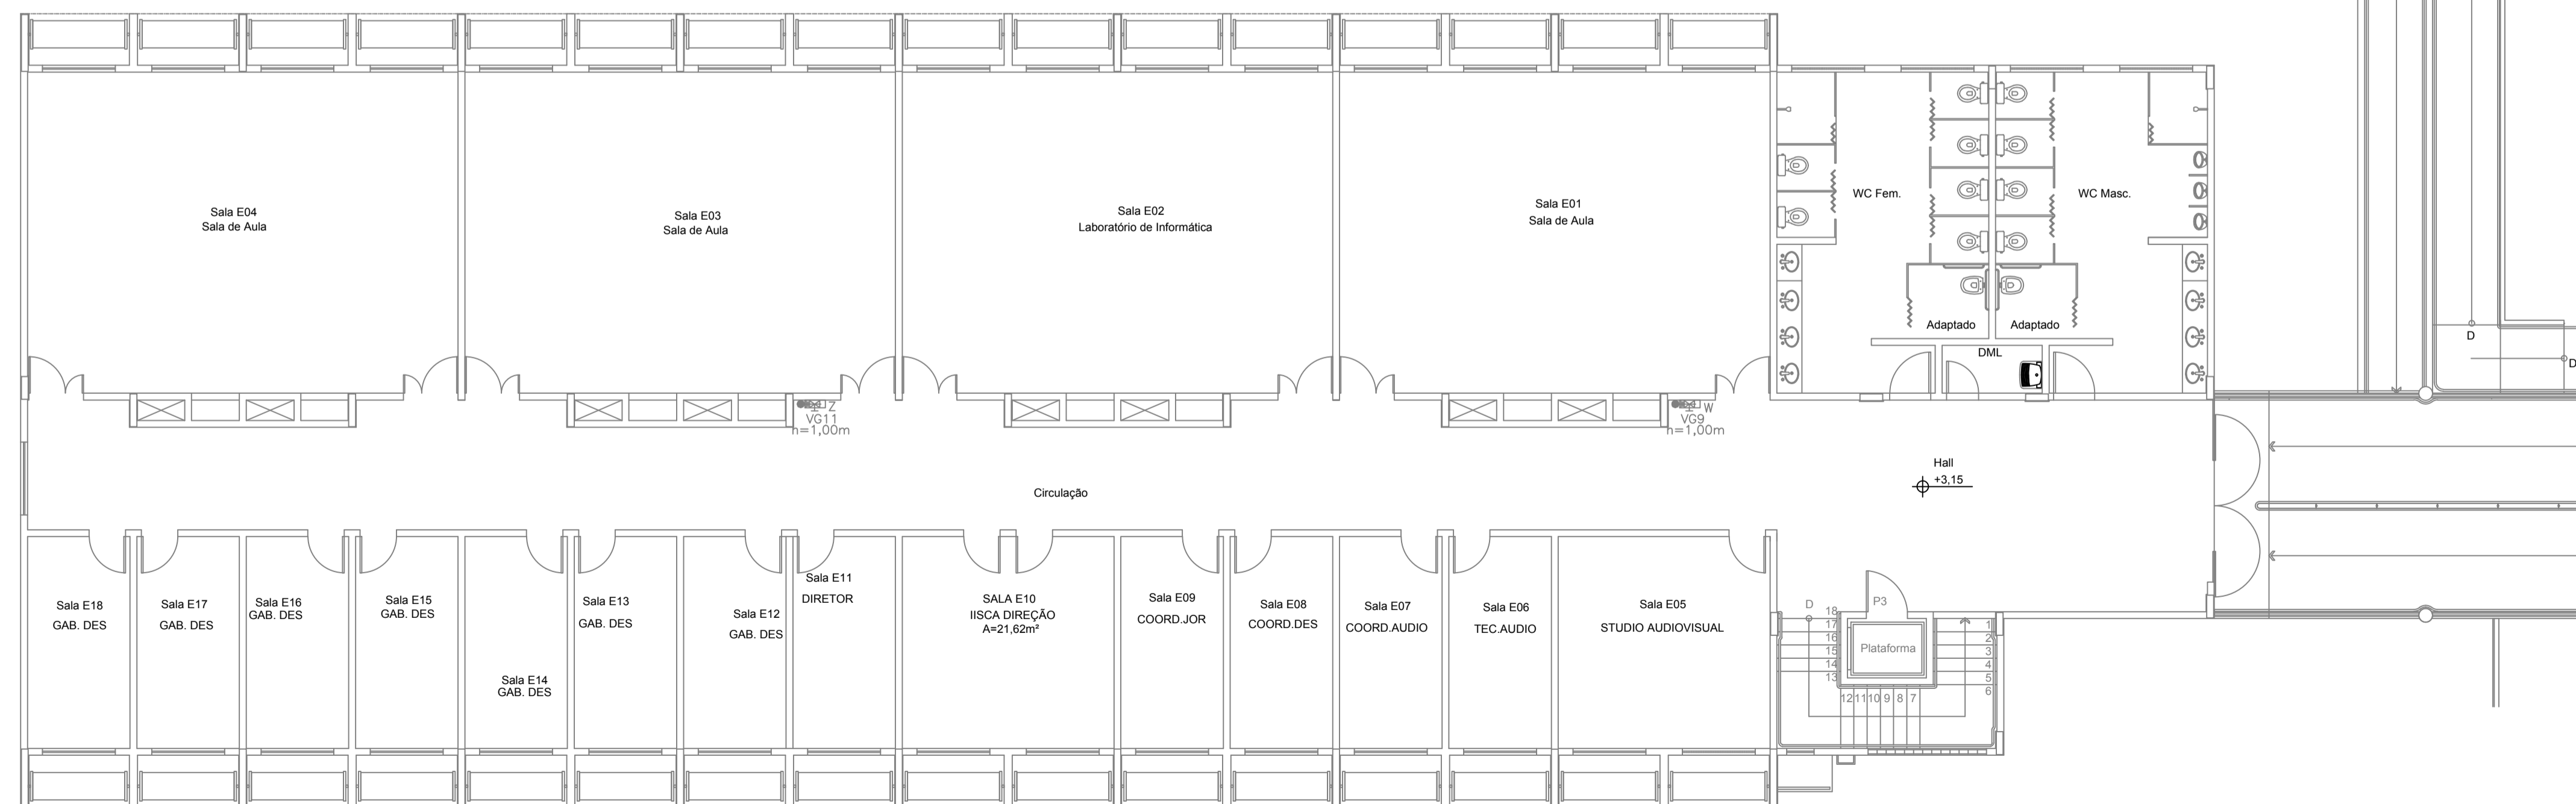 Sala E04
Sala de Aula
Sala E03
Sala de Aula
Sala E02
Laboratório de Informática
Sala E01
Sala de Aula
WC Fem.
WC Masc.
Adaptado
Adaptado
DML
D
D
Z
VG11
h=1,00m
W
VG9
h=1,00m
Circulação
Hall
+3,15
Sala E18
GAB. DES
Sala E17
GAB. DES
Sala E16
GAB. DES
Sala E15
GAB. DES
Sala E14
GAB. DES
Sala E13
GAB. DES
Sala E12
GAB. DES
Sala E11
DIRETOR
SALA E10
IISCA DIREÇÃO
A=21,62m²
Sala E09
COORD.JOR
Sala E08
COORD.DES
Sala E07
COORD.AUDIO
Sala E06
TEC.AUDIO
Sala E05
STUDIO AUDIOVISUAL
D
P3
Plataforma
18
17
16
15
14
13
12 11 10 9 8 7
1
2
3
4
5
6